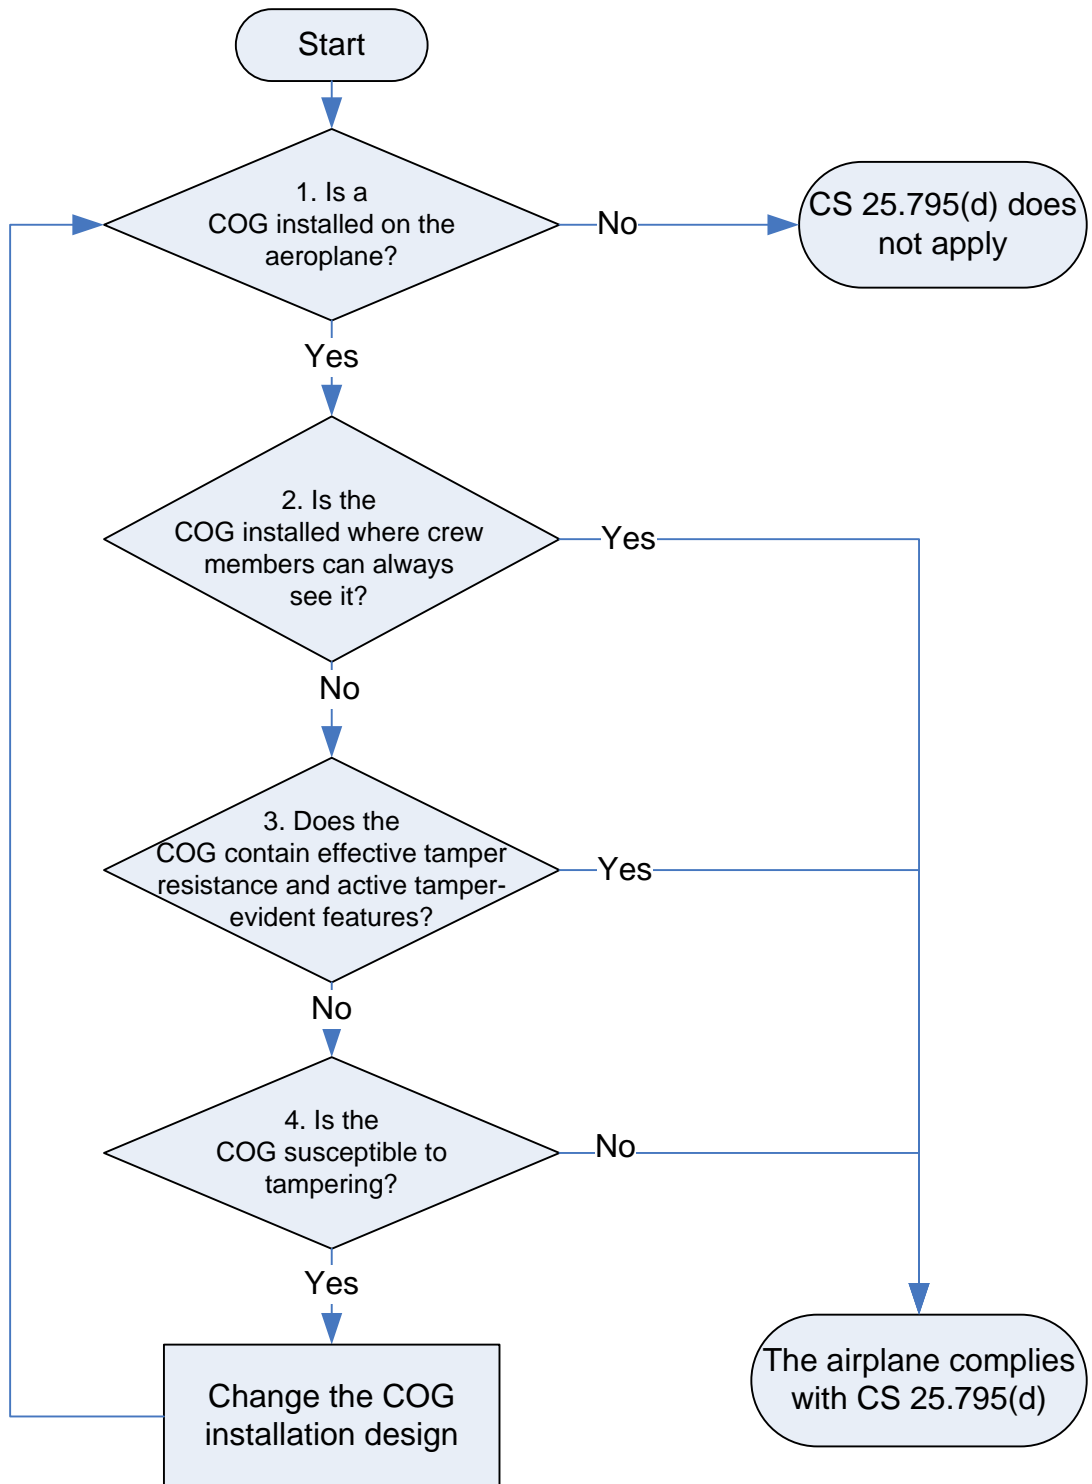 Start
1. Is a
COG installed on the
aeroplane?
No
CS 25.795(d) does
not apply
Yes
2. Is the
COG installed where crew
members can always
see it?
Yes
No
3. Does the
COG contain effective tamper
resistance and active tamper-
evident features?
Yes
No
4. Is the
COG susceptible to
tampering?
No
Yes
Change the COG
installation design
The airplane complies
with CS 25.795(d)